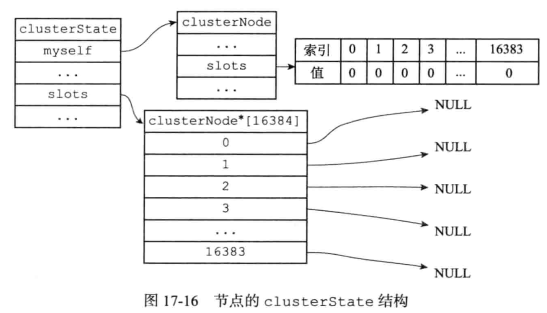 clusterState
myself
...
slots
...
clusterNode
...
slots
...
索引 0 1 2 3 ... 16383
值 0 0 0 0 ... 0
clusterNode*[16384]
0
1
2
3
...
16383
NULL
NULL
NULL
NULL
NULL
图 17-16 节点的 clusterState 结构